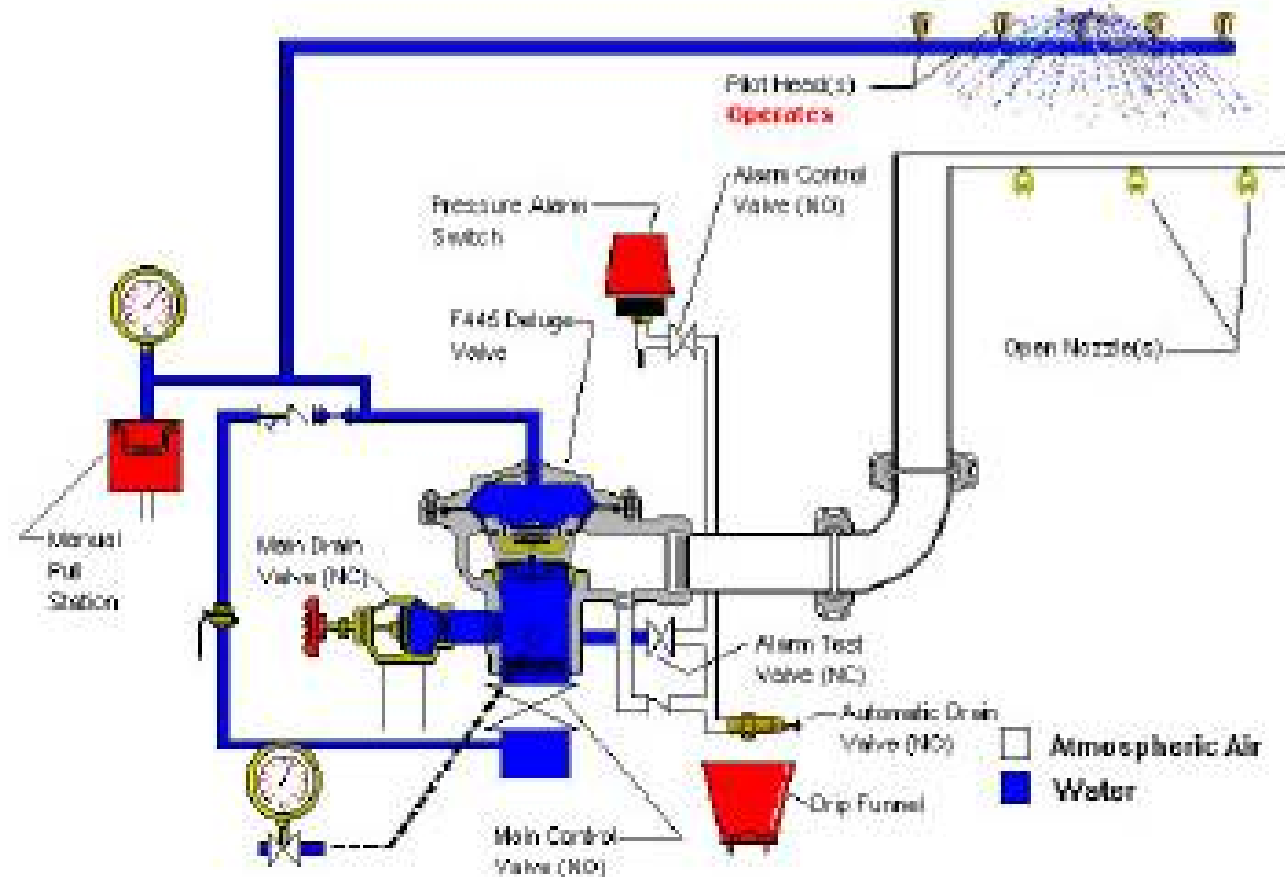 Pilot Head(s)
Operates
Alarm Control
Valve (NO)
Pressure Alarm
Switch
F445 Deluge
Valve
Open Nozzle(s)
Manual
Pull
Station
Main Drain
Valve (NC)
Alarm Test
Valve (NC)
Automatic Drain
Valve (NO)
Atmospheric Air
Water
Drip Funnel
Main Control
Valve (NO)